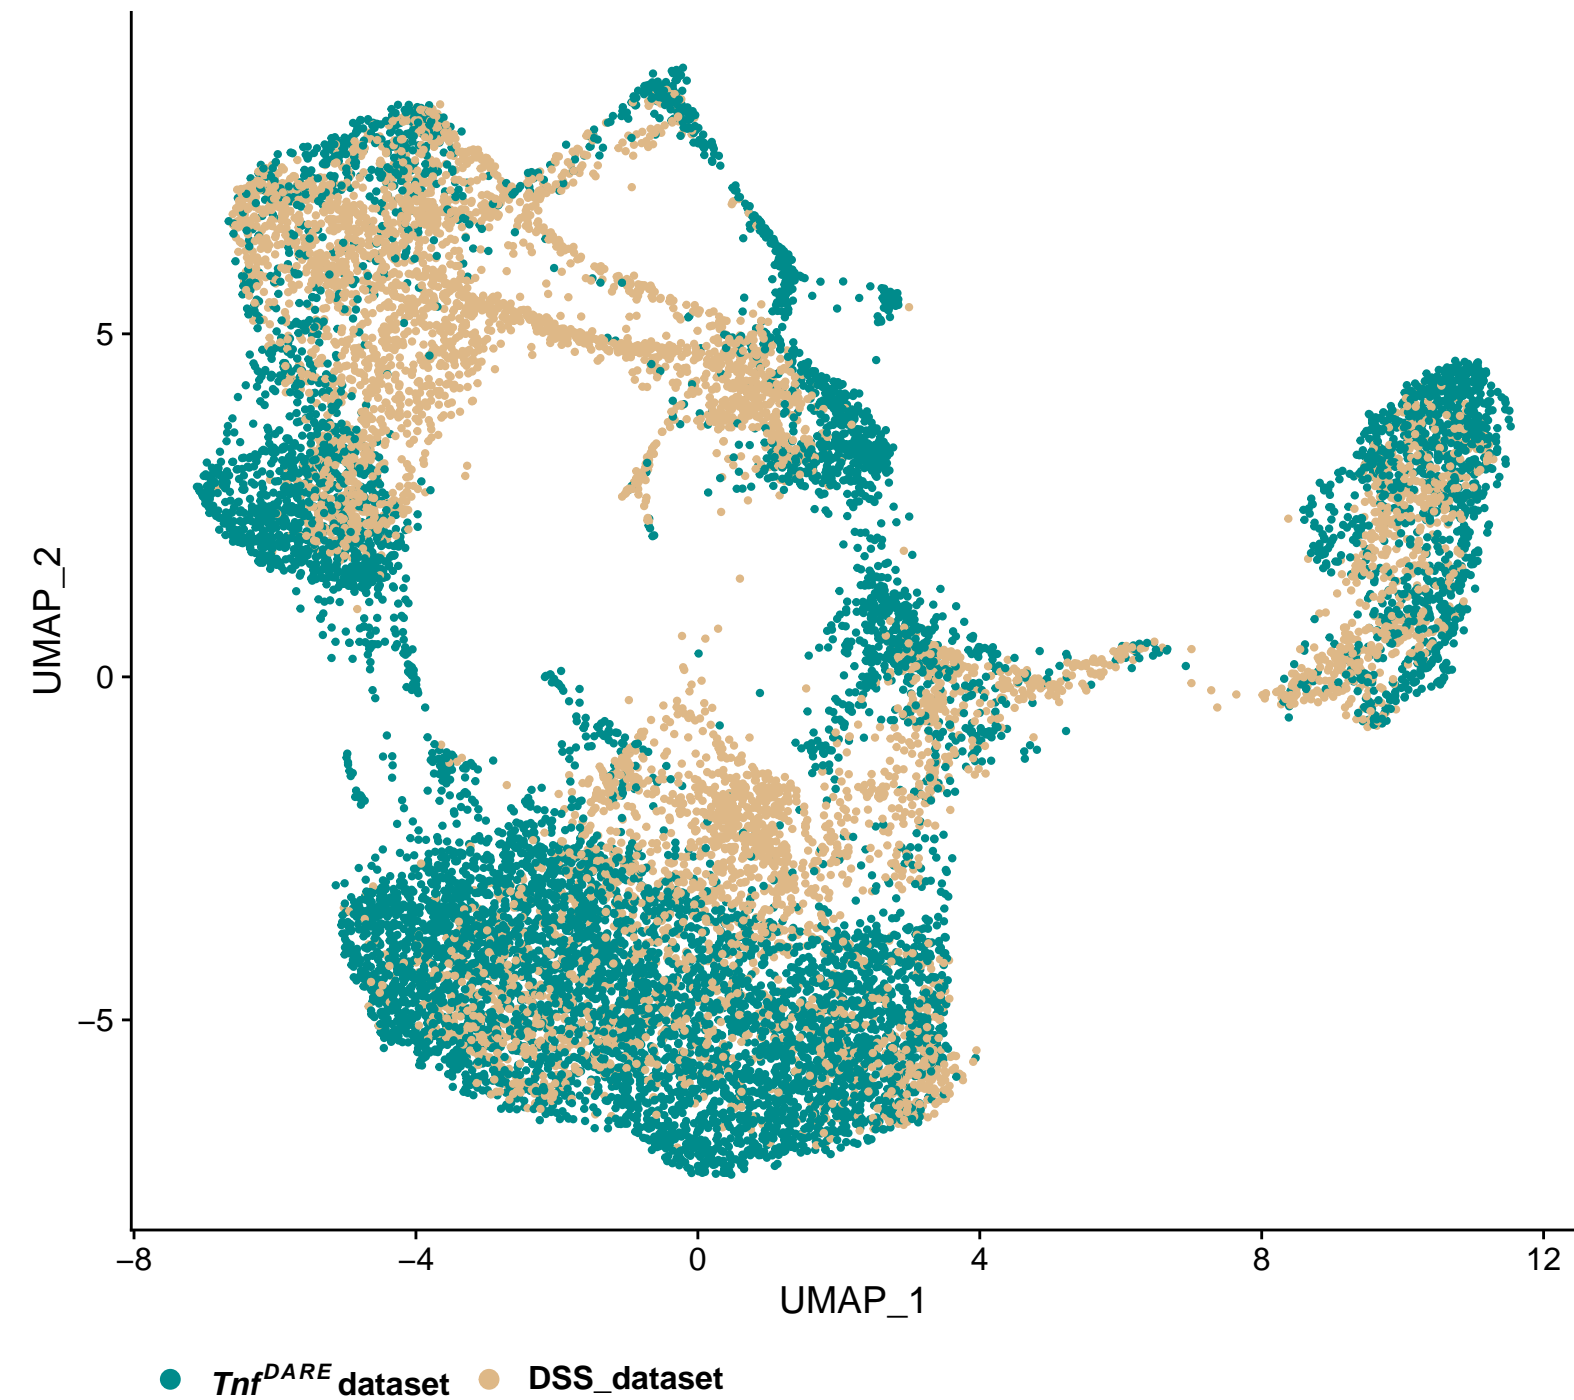 5
0
−5
UMAP_2
−8 −4 0 4 8 12
UMAP_1
Tnf^DARE dataset DSS_dataset